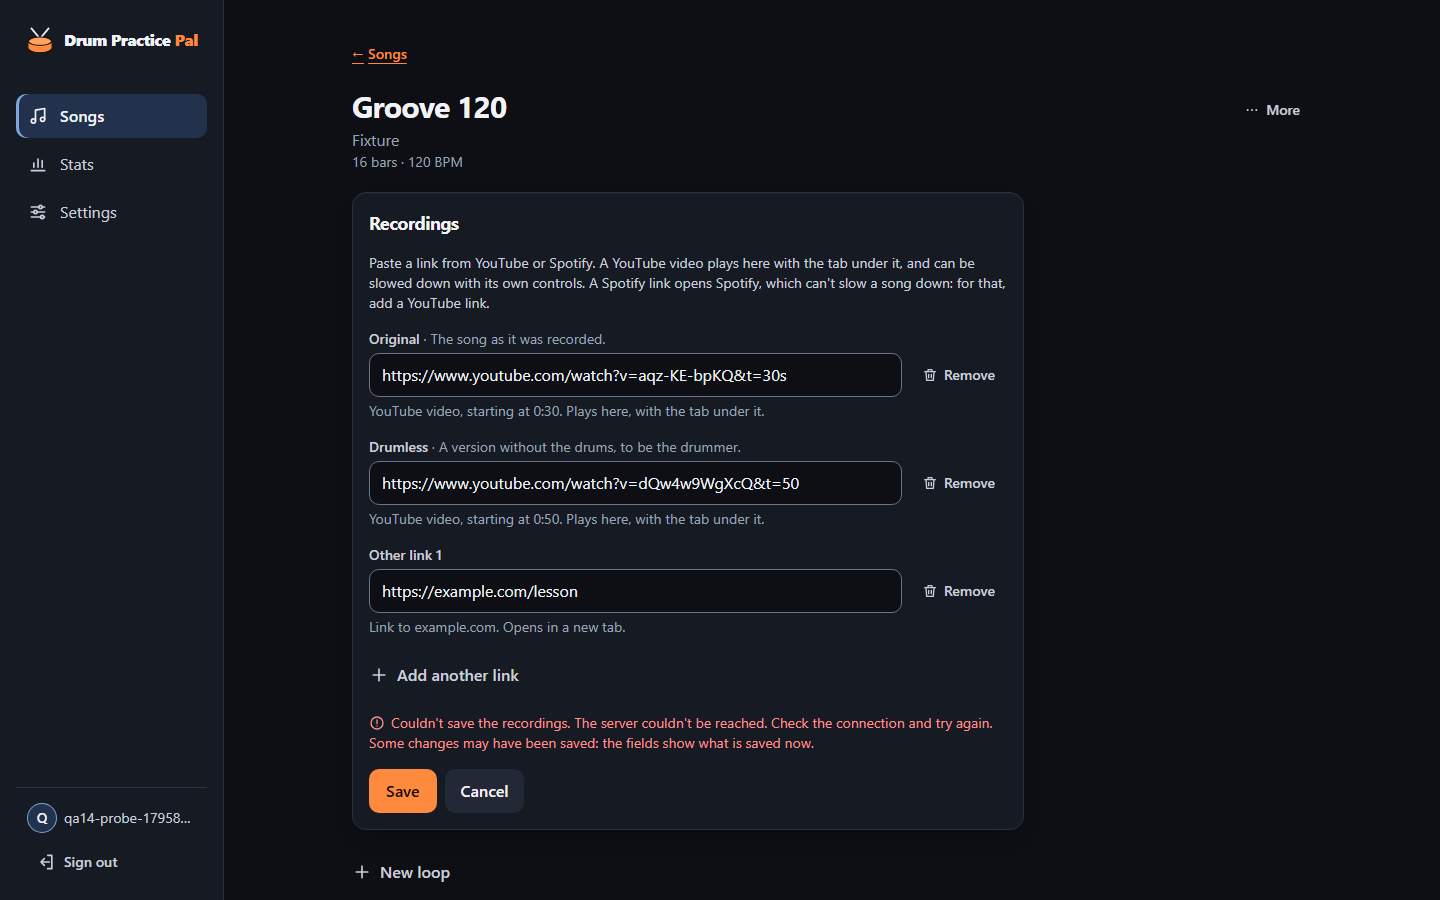 Drum Practice Pal
Songs
Stats
Settings
← Songs
Groove 120
Fixture
16 bars · 120 BPM
··· More
Recordings
Paste a link from YouTube or Spotify. A YouTube video plays here with the tab under it, and can be
slowed down with its own controls. A Spotify link opens Spotify, which can't slow a song down: for that,
add a YouTube link.
Original · The song as it was recorded.
https://www.youtube.com/watch?v=aqz-KE-bpKQ&t=30s
Remove
YouTube video, starting at 0:30. Plays here, with the tab under it.
Drumless · A version without the drums, to be the drummer.
https://www.youtube.com/watch?v=dQw4w9WgXcQ&t=50
Remove
YouTube video, starting at 0:50. Plays here, with the tab under it.
Other link 1
https://example.com/lesson
Remove
Link to example.com. Opens in a new tab.
+ Add another link
Couldn't save the recordings. The server couldn't be reached. Check the connection and try again.
Some changes may have been saved: the fields show what is saved now.
Save
Cancel
+ New loop
Q
qa14-probe-17958...
Sign out